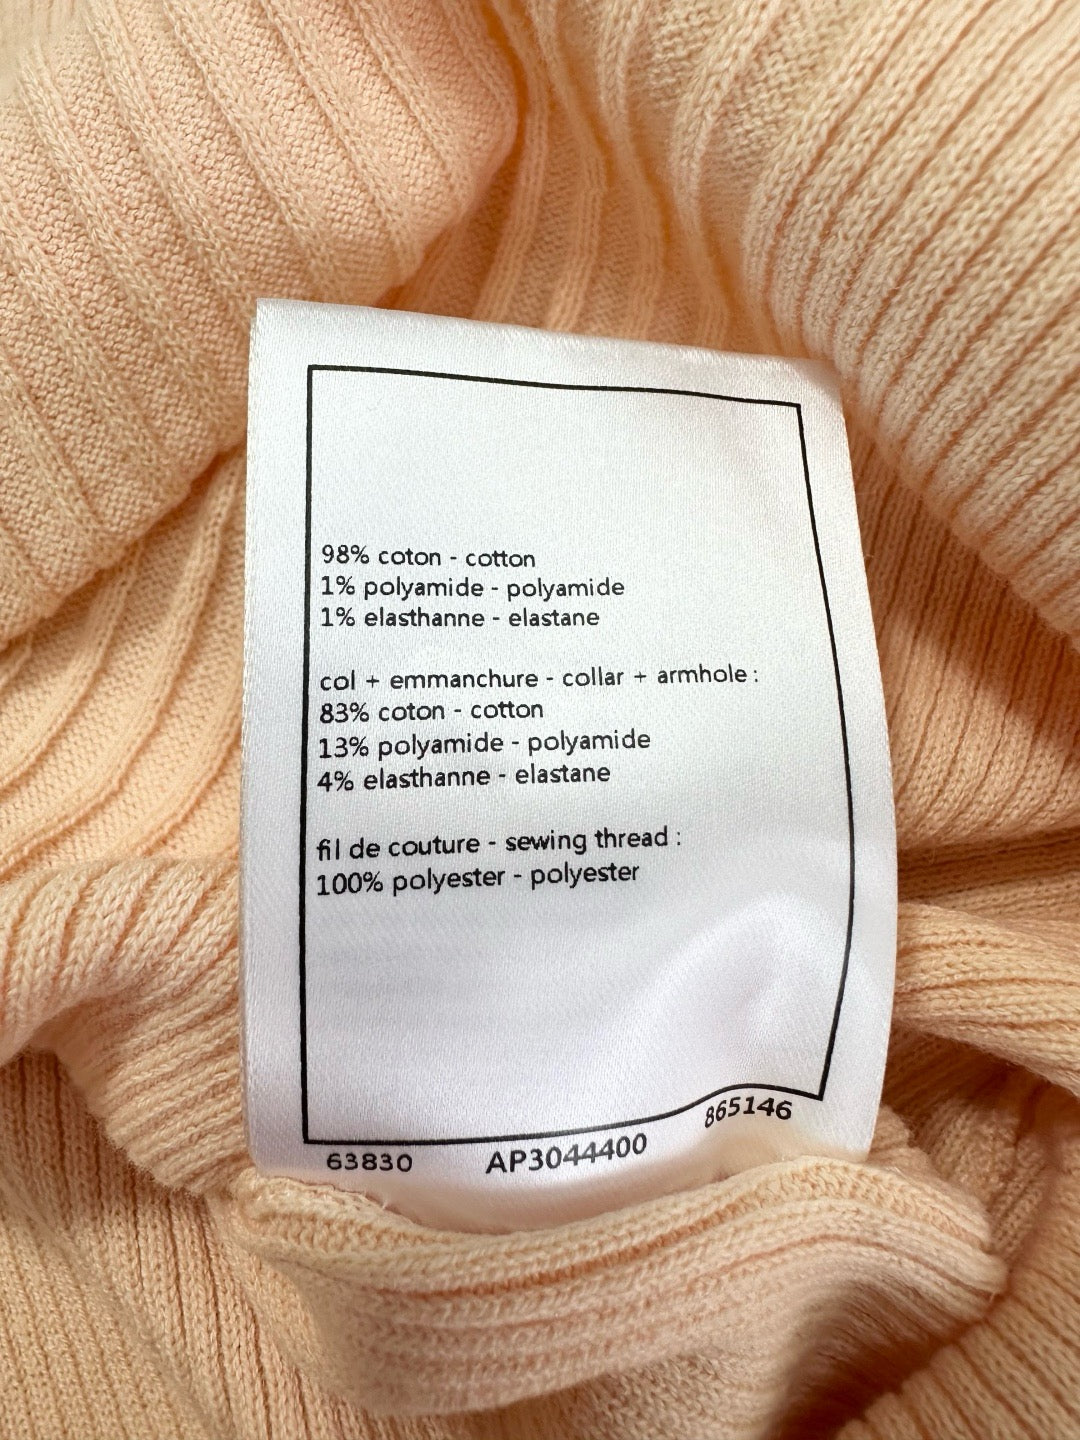 98% coton - cotton
1% polyamide - polyamide
1% elasthanne - elastane
col + emmanchure - collar + armhole :
83% coton - cotton
13% polyamide - polyamide
4% elasthanne - elastane
fil de couture - sewing thread :
100% polyester - polyester
63830 AP3044400 865146